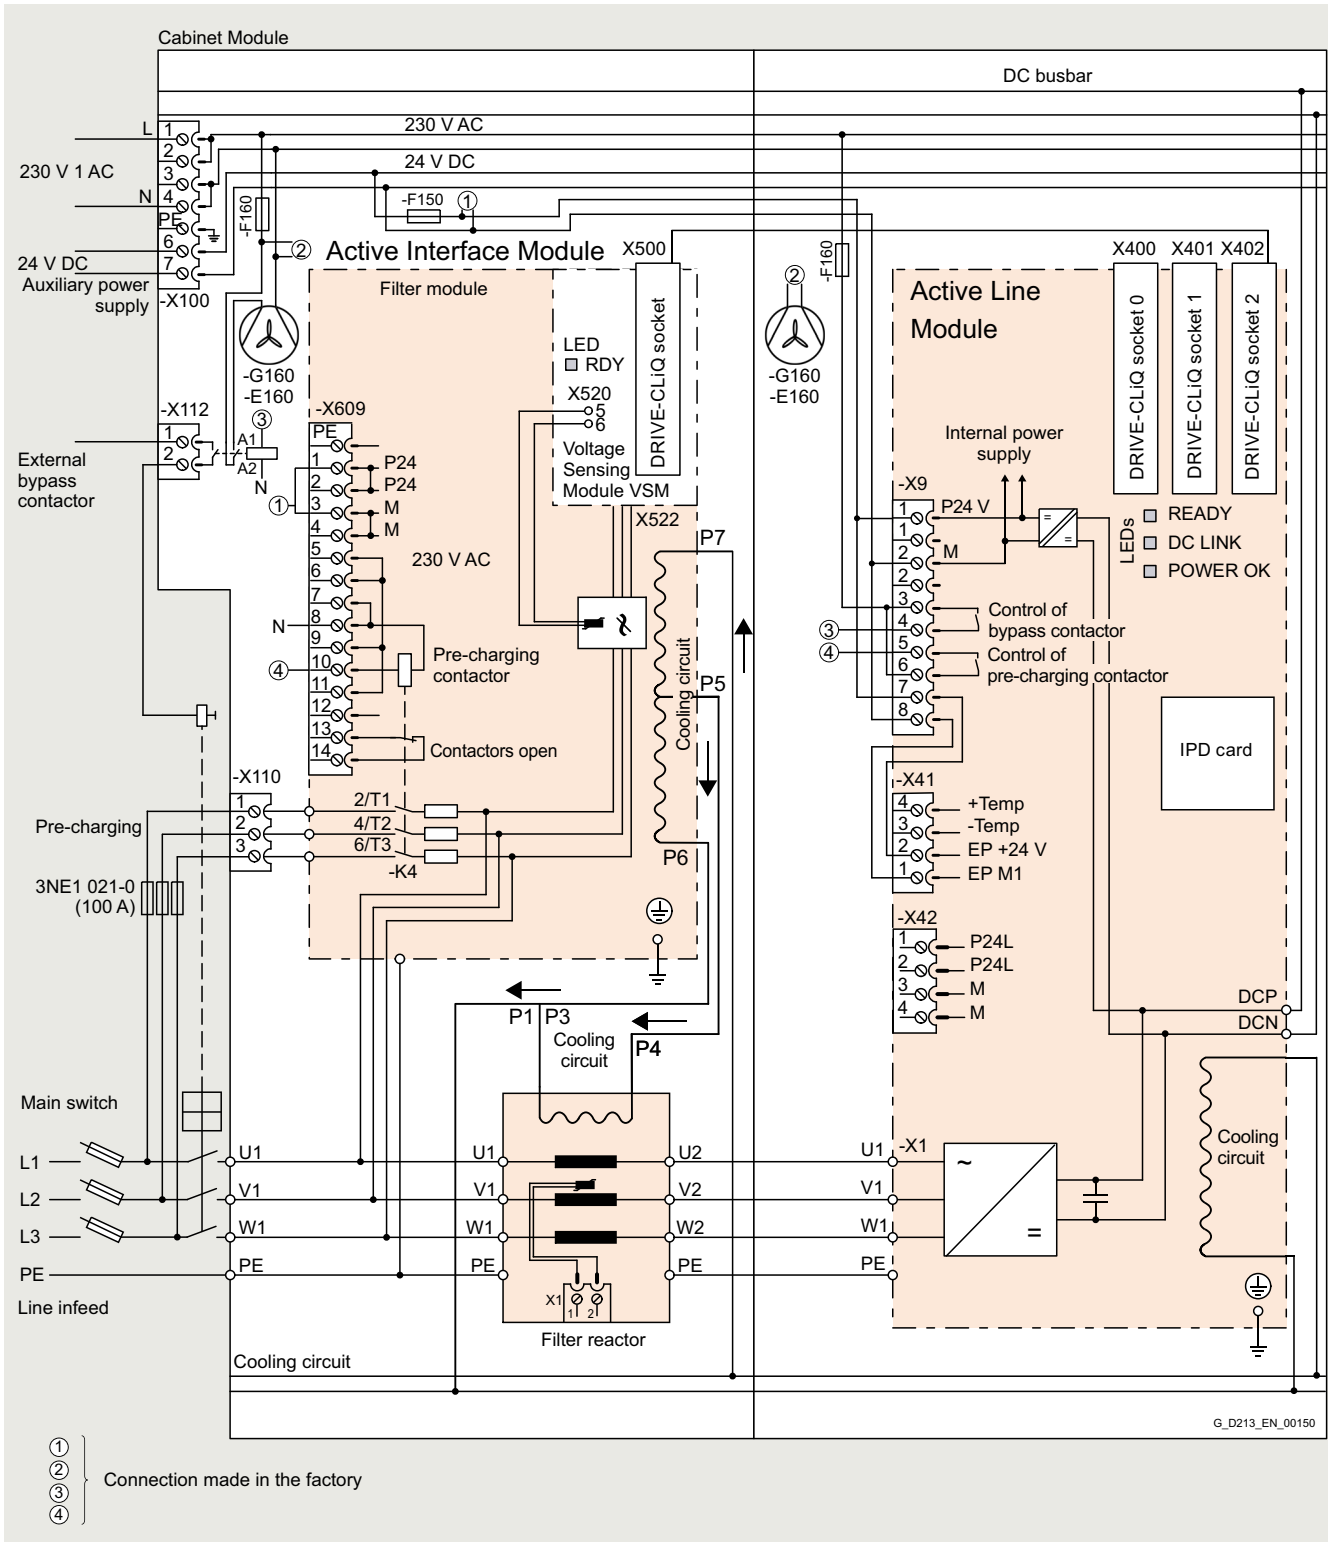 Cabinet Module
DC busbar
230 V AC
24 V DC
L
230 V 1 AC
N
24 V DC
Auxiliary power
supply
1
2
3
4
PE
6
7
-X100
-F160
-F150
1
2
-G160
-E160
-X112
1
2
External
bypass
contactor
3
A1
A2
N
Active Interface Module
Filter module
X500
DRIVE-CLiQ socket
LED
RDY
X520
5
6
Voltage
Sensing
Module VSM
X522
-X609
PE
1
2
3
4
5
6
7
8
9
10
11
12
13
14
P24
P24
M
M
1
230 V AC
N
4
Pre-charging
contactor
Contactors open
P7
P5
P6
Cooling circuit
-X110
1
2
3
2/T1
4/T2
6/T3
-K4
Pre-charging
3NE1 021-0
(100 A)
P1
P3
P4
Cooling
circuit
Main switch
L1
L2
L3
PE
Line infeed
U1
V1
W1
PE
U1
V1
W1
PE
X1
1
2
Filter reactor
U2
V2
W2
PE
U1
V1
W1
PE
Cooling circuit
-F160
2
-G160
-E160
Active Line
Module
X400
X401
X402
DRIVE-CLiQ socket 0
DRIVE-CLiQ socket 1
DRIVE-CLiQ socket 2
Internal power
supply
-X9
1
1
2
2
3
4
5
6
7
8
P24 V
M
=
=
LEDs
READY
DC LINK
POWER OK
3
4
Control of
bypass contactor
Control of
pre-charging contactor
IPD card
-X41
4
3
2
1
+Temp
-Temp
EP +24 V
EP M1
-X42
1
2
3
4
P24L
P24L
M
M
DCP
DCN
-X1
~
=
Cooling
circuit
G_D213_EN_00150
1
2
3
4
Connection made in the factory